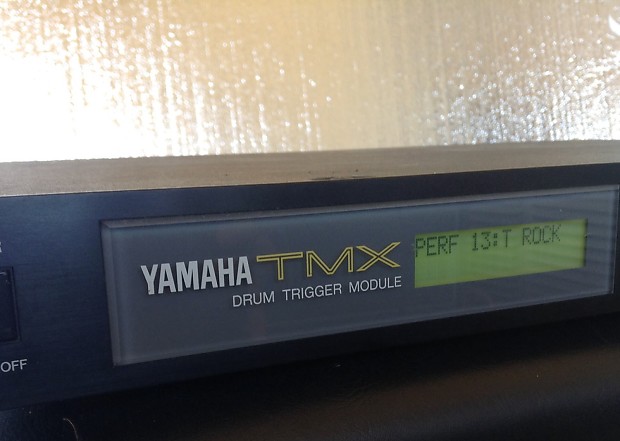 YAMAHA TMX
DRUM TRIGGER MODULE
PERF 13:T ROCK
OFF